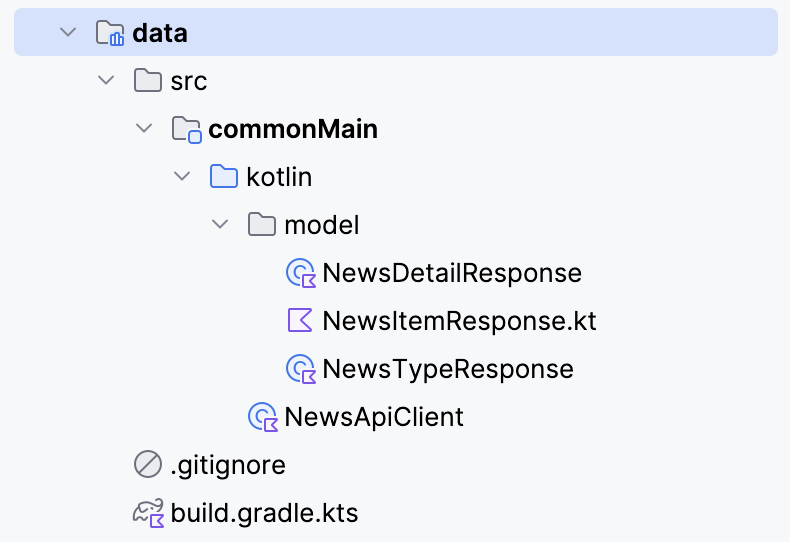 data
src
commonMain
kotlin
model
NewsDetailResponse
NewsItemResponse.kt
NewsTypeResponse
NewsApiClient
.gitignore
build.gradle.kts